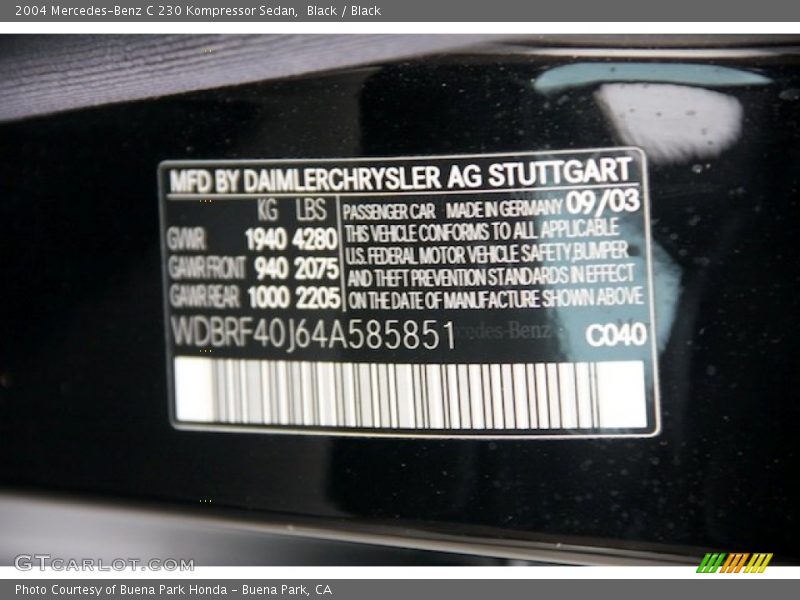 2004 Mercedes-Benz C 230 Kompressor Sedan,  Black / Black
MFD BY DAIMLERCHRYSLER AG STUTTGART
KG LBS
GVWR 1940 4280
GAWR FRONT 940 2075
GAWR REAR 1000 2205
PASSENGER CAR MADE IN GERMANY 09/03
THIS VEHICLE CONFORMS TO ALL APPLICABLE
U.S. FEDERAL MOTOR VEHICLE SAFETY, BUMPER
AND THEFT PREVENTION STANDARDS IN EFFECT
ON THE DATE OF MANUFACTURE SHOWN ABOVE
WDBRF40J64A585851 C040
GTCARLOT.COM
Photo Courtesy of Buena Park Honda - Buena Park, CA